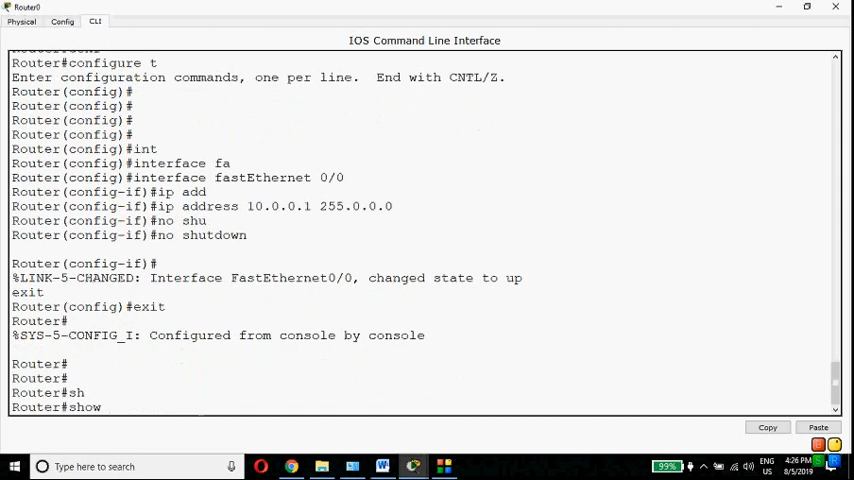 Router0
Physical Config CLI
IOS Command Line Interface
Router#configure t
Enter configuration commands, one per line.  End with CNTL/Z.
Router(config)#
Router(config)#
Router(config)#
Router(config)#
Router(config)#int
Router(config)#interface fa
Router(config)#interface fastEthernet 0/0
Router(config-if)#ip add
Router(config-if)#ip address 10.0.0.1 255.0.0.0
Router(config-if)#no shu
Router(config-if)#no shutdown
Router(config-if)#
%LINK-5-CHANGED: Interface FastEthernet0/0, changed state to up
exit
Router(config)#exit
Router#
%SYS-5-CONFIG_I: Configured from console by console
Router#
Router#
Router#sh
Router#show
Copy Paste
Type here to search
99%
ENG
US
4:26 PM
8/5/2019